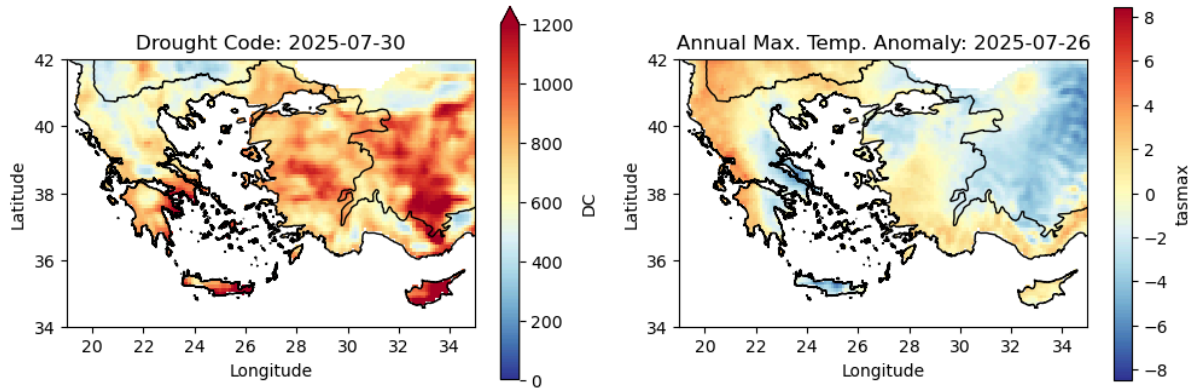 Drought Code: 2025-07-30
42
40
38
36
34
Latitude
20 22 24 26 28 30 32 34
Longitude
1200
1000
800
600
400
200
0
DC
Annual Max. Temp. Anomaly: 2025-07-26
42
40
38
36
34
Latitude
20 22 24 26 28 30 32 34
Longitude
8
6
4
2
0
−2
−4
−6
−8
tasmax